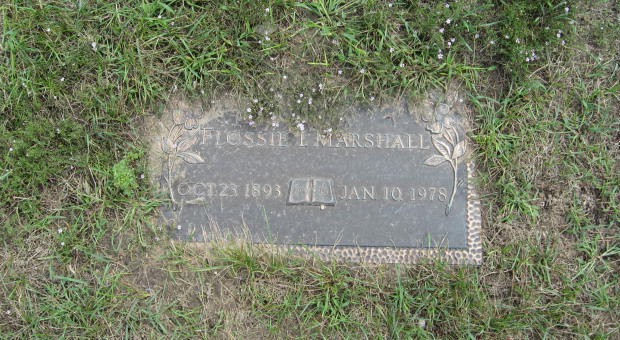 FLOSSIE I. MARSHALL
OCT. 23 1893 JAN. 10, 1978